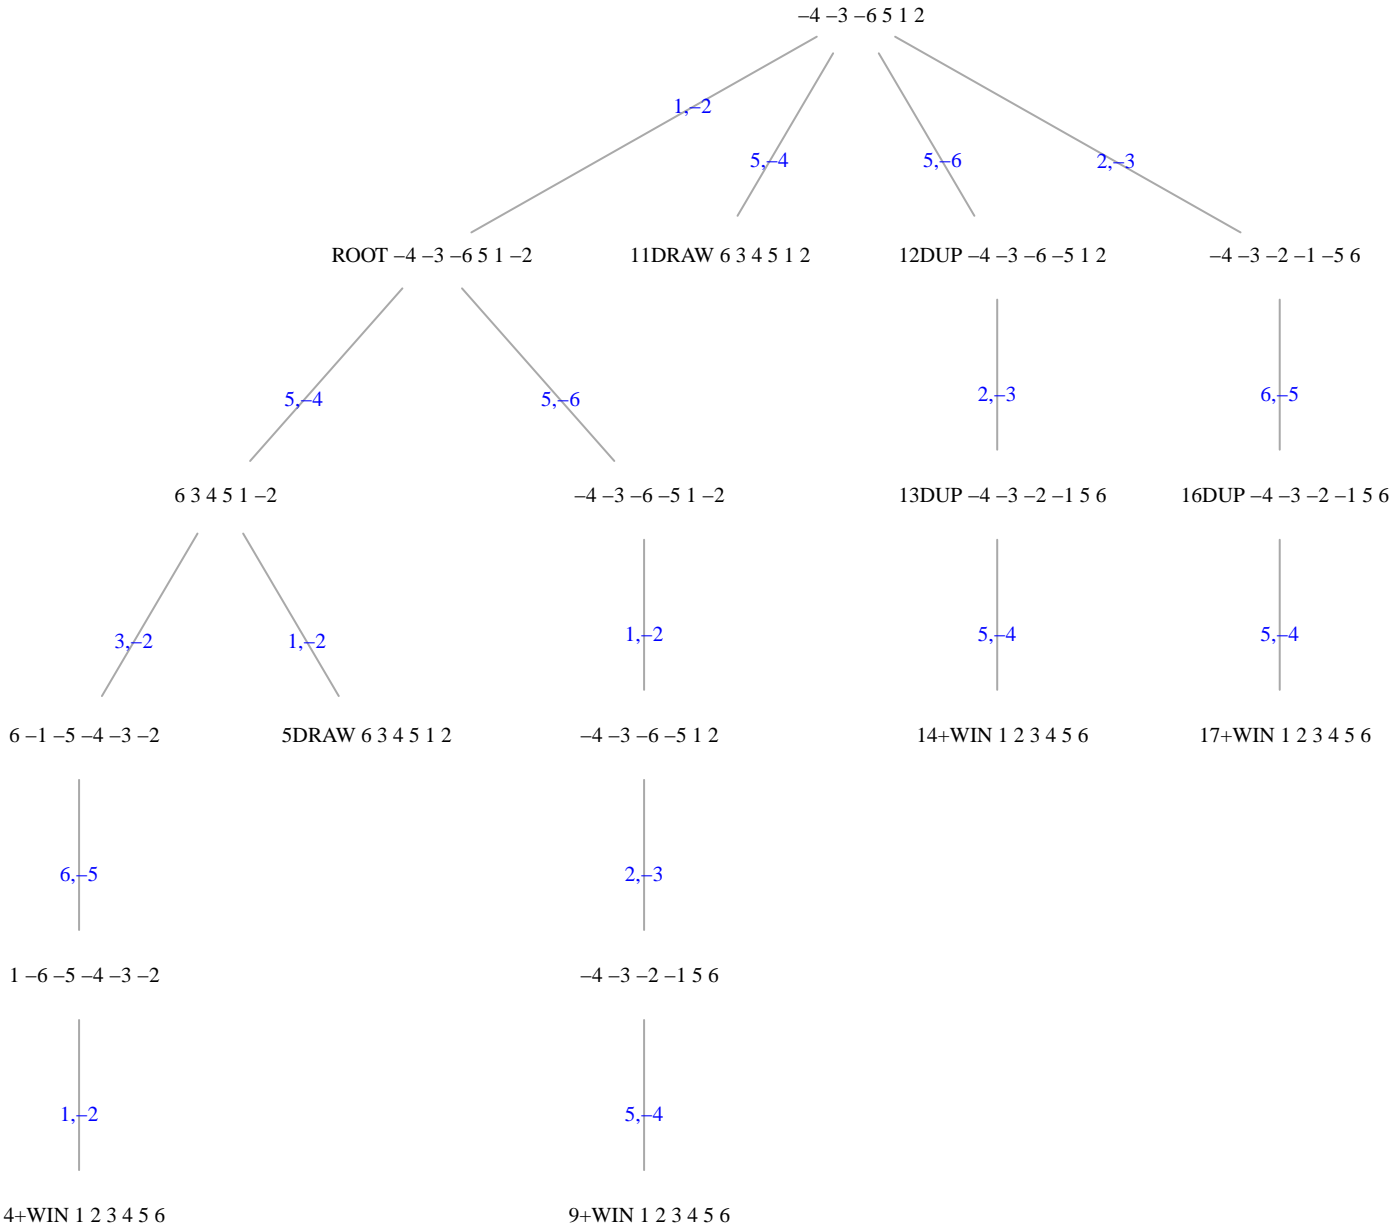 –4 –3 –6 5 1 2
1,–2
5,–4
5,–6
2,–3
ROOT –4 –3 –6 5 1 –2
11DRAW 6 3 4 5 1 2
12DUP –4 –3 –6 –5 1 2
–4 –3 –2 –1 –5 6
5,–4
5,–6
2,–3
6,–5
6 3 4 5 1 –2
–4 –3 –6 –5 1 –2
13DUP –4 –3 –2 –1 5 6
16DUP –4 –3 –2 –1 5 6
3,–2
1,–2
1,–2
5,–4
5,–4
6 –1 –5 –4 –3 –2
5DRAW 6 3 4 5 1 2
–4 –3 –6 –5 1 2
14+WIN 1 2 3 4 5 6
17+WIN 1 2 3 4 5 6
6,–5
2,–3
1 –6 –5 –4 –3 –2
–4 –3 –2 –1 5 6
1,–2
5,–4
4+WIN 1 2 3 4 5 6
9+WIN 1 2 3 4 5 6